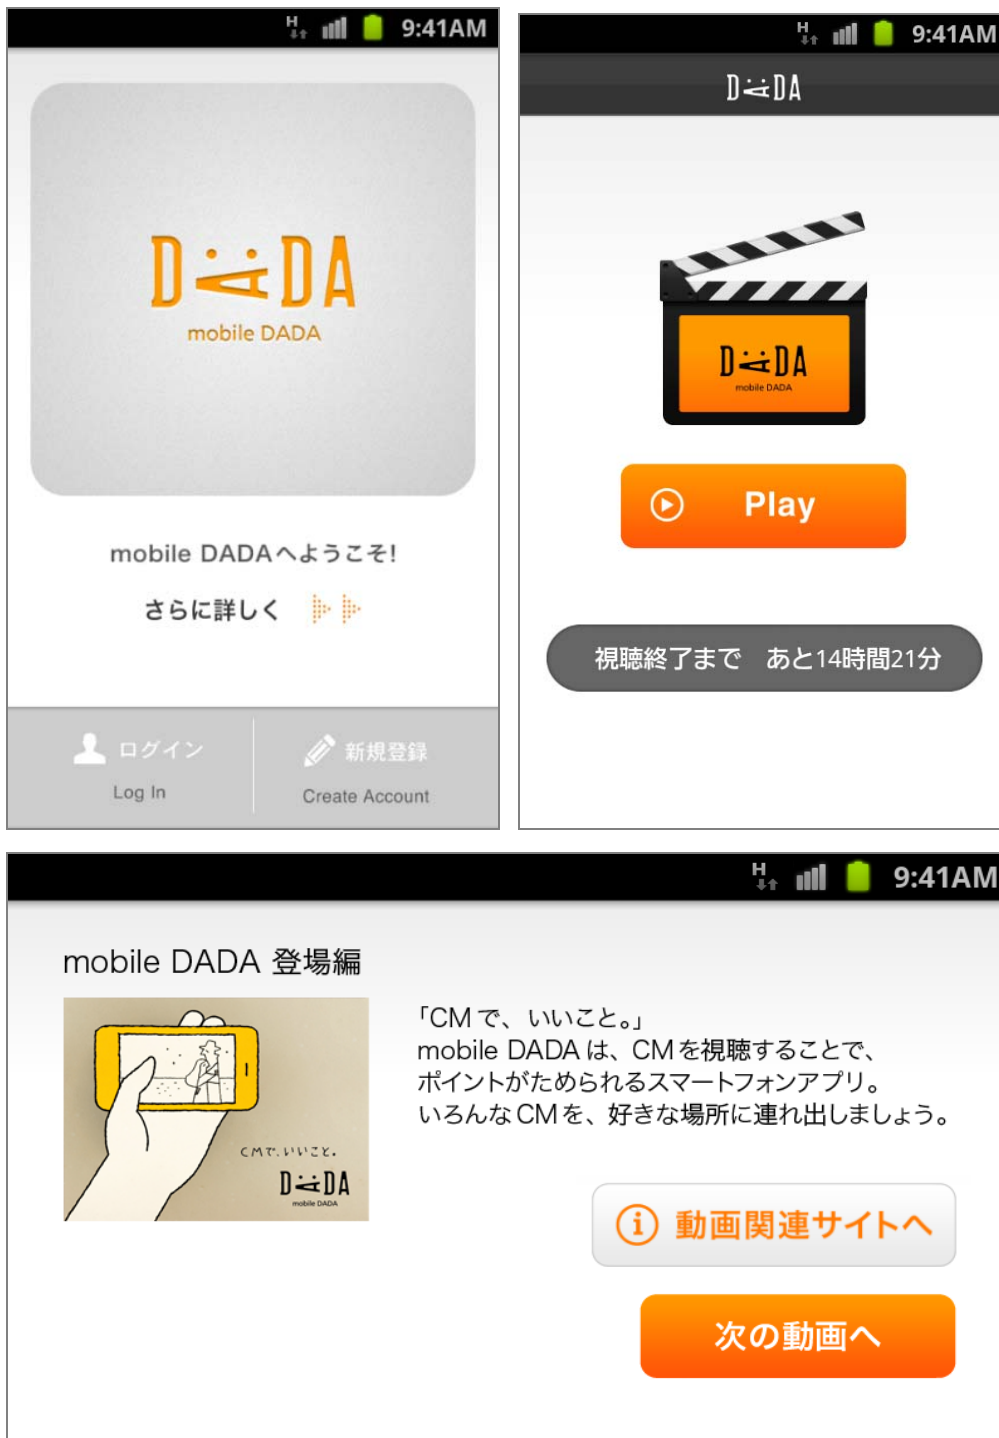 H 9:41AM
DADA
mobile DADA
mobile DADAへようこそ!
さらに詳しく
ログイン
Log In
新規登録
Create Account
H 9:41AM
DADA
DADA
mobile DADA
Play
視聴終了まで あと14時間21分
H 9:41AM
mobile DADA 登場編
CMで、いいこと。
DADA
mobile DADA
「CMで、いいこと。」
mobile DADAは、CMを視聴することで、
ポイントがためられるスマートフォンアプリ。
いろんなCMを、好きな場所に連れ出しましょう。
i 動画関連サイトへ
次の動画へ